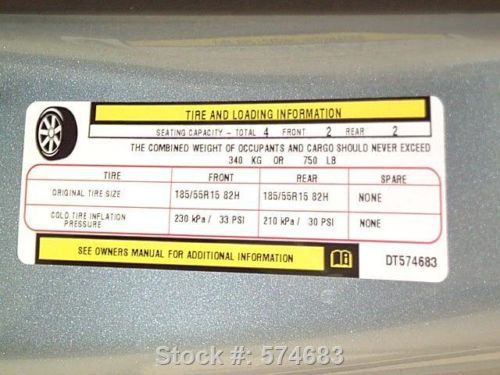 TIRE AND LOADING INFORMATION
SEATING CAPACITY - TOTAL 4 FRONT 2 REAR 2
THE COMBINED WEIGHT OF OCCUPANTS AND CARGO SHOULD NEVER EXCEED
340 KG OR 750 LB
TIRE FRONT REAR SPARE
ORIGINAL TIRE SIZE 185/55R15 82H 185/55R15 82H NONE
COLD TIRE INFLATION PRESSURE 230 kPa / 33 PSI 210 kPa / 30 PSI NONE
SEE OWNERS MANUAL FOR ADDITIONAL INFORMATION
DT574683
Stock #: 574683